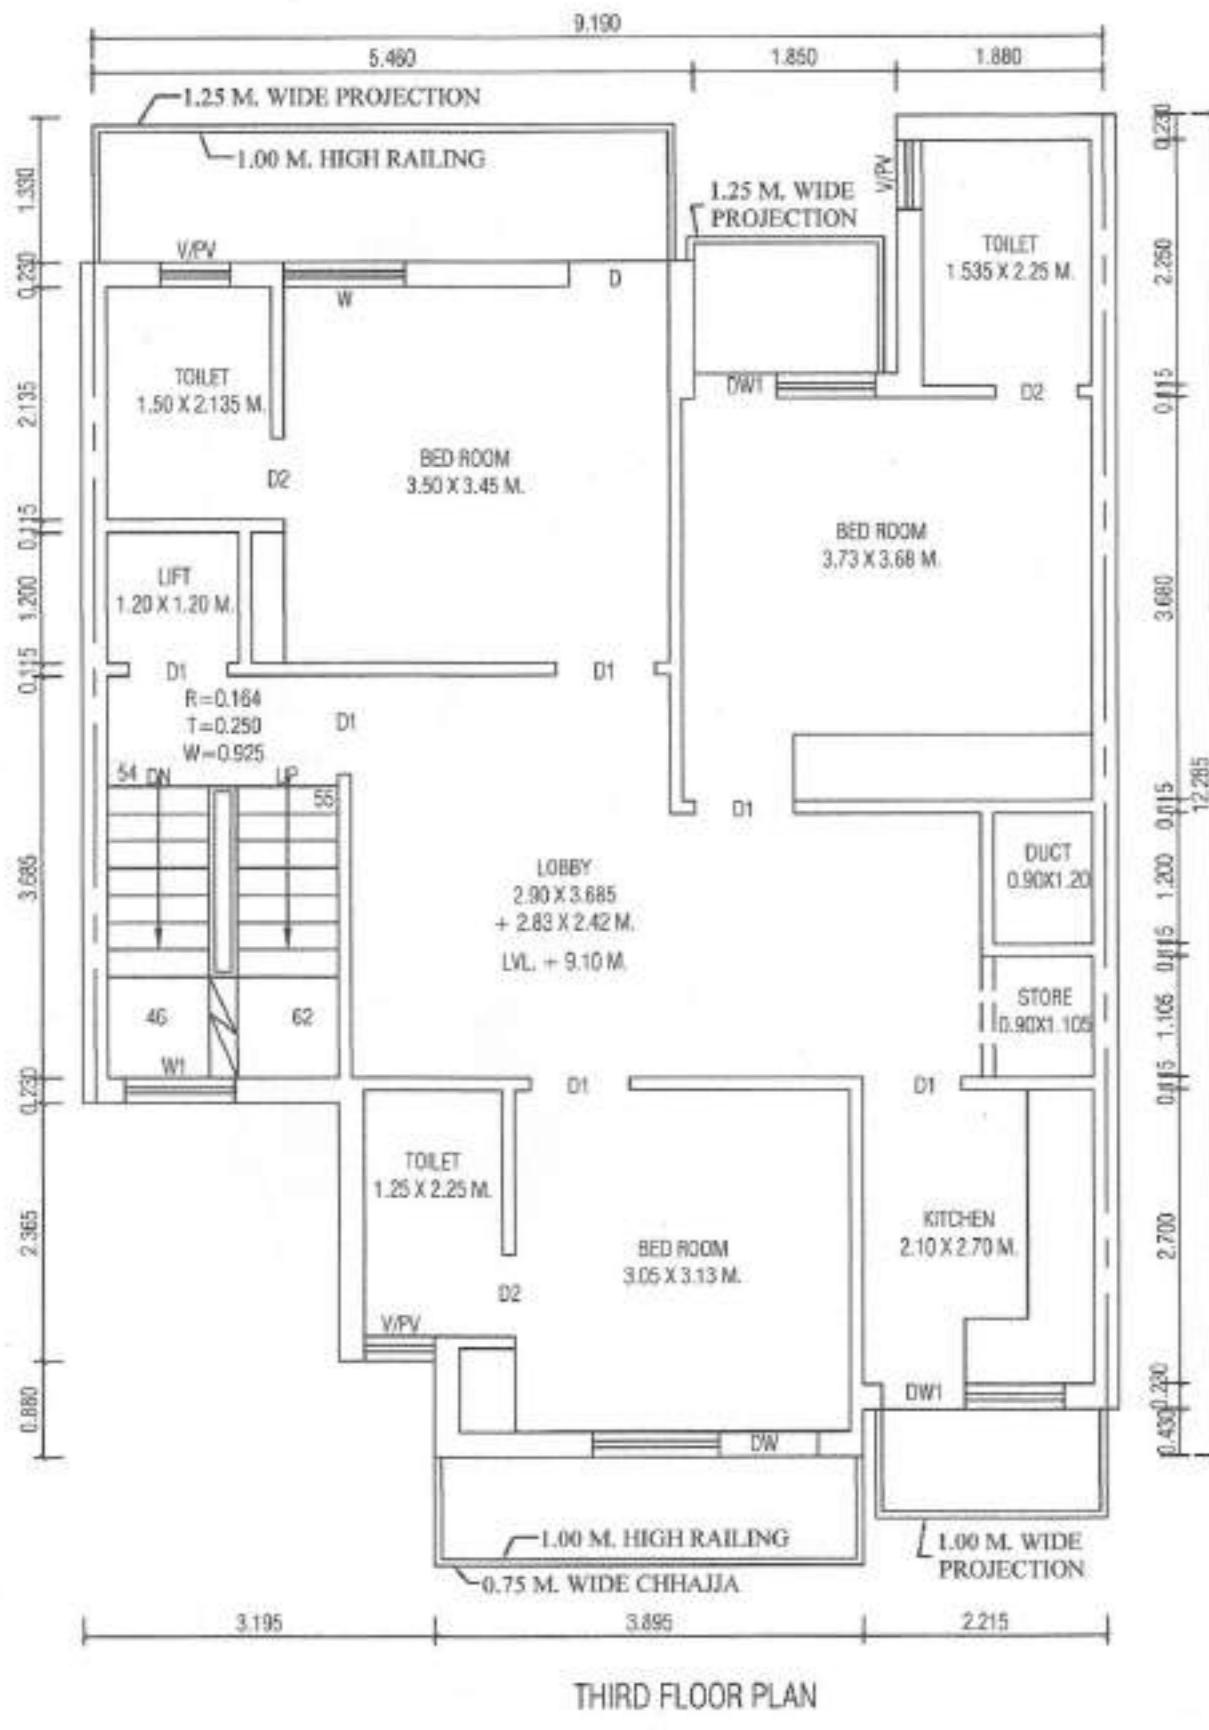 9.190
5.460
1.850
1.880
1.25 M. WIDE PROJECTION
1.00 M. HIGH RAILING
1.25 M. WIDE
PROJECTION
V/PV
V/PV
W
D
TOILET
1.535 X 2.25 M.
TOILET
1.50 X 2.135 M.
DW1
D2
BED ROOM
3.50 X 3.45 M.
D2
BED ROOM
3.73 X 3.68 M.
LIFT
1.20 X 1.20 M.
D1
D1
R=0.164
T=0.250
W=0.925
D1
54
DN
UP
55
D1
LOBBY
2.90 X 3.685
+ 2.83 X 2.42 M.
LVL. + 9.10 M.
DUCT
0.90X1.20
STORE
0.90X1.105
46
62
W1
D1
D1
TOILET
1.25 X 2.25 M.
KITCHEN
2.10 X 2.70 M.
BED ROOM
3.05 X 3.13 M.
D2
V/PV
DW1
DW
1.00 M. HIGH RAILING
0.75 M. WIDE CHHAJJA
1.00 M. WIDE
PROJECTION
1.330
0.230
2.135
0.115
1.200
0.115
3.685
0.230
2.365
0.880
0.230
2.250
0.115
3.680
0.115
1.200
0.115
1.105
0.115
2.700
0.230
0.430
12.285
3.195
3.895
2.215
THIRD FLOOR PLAN